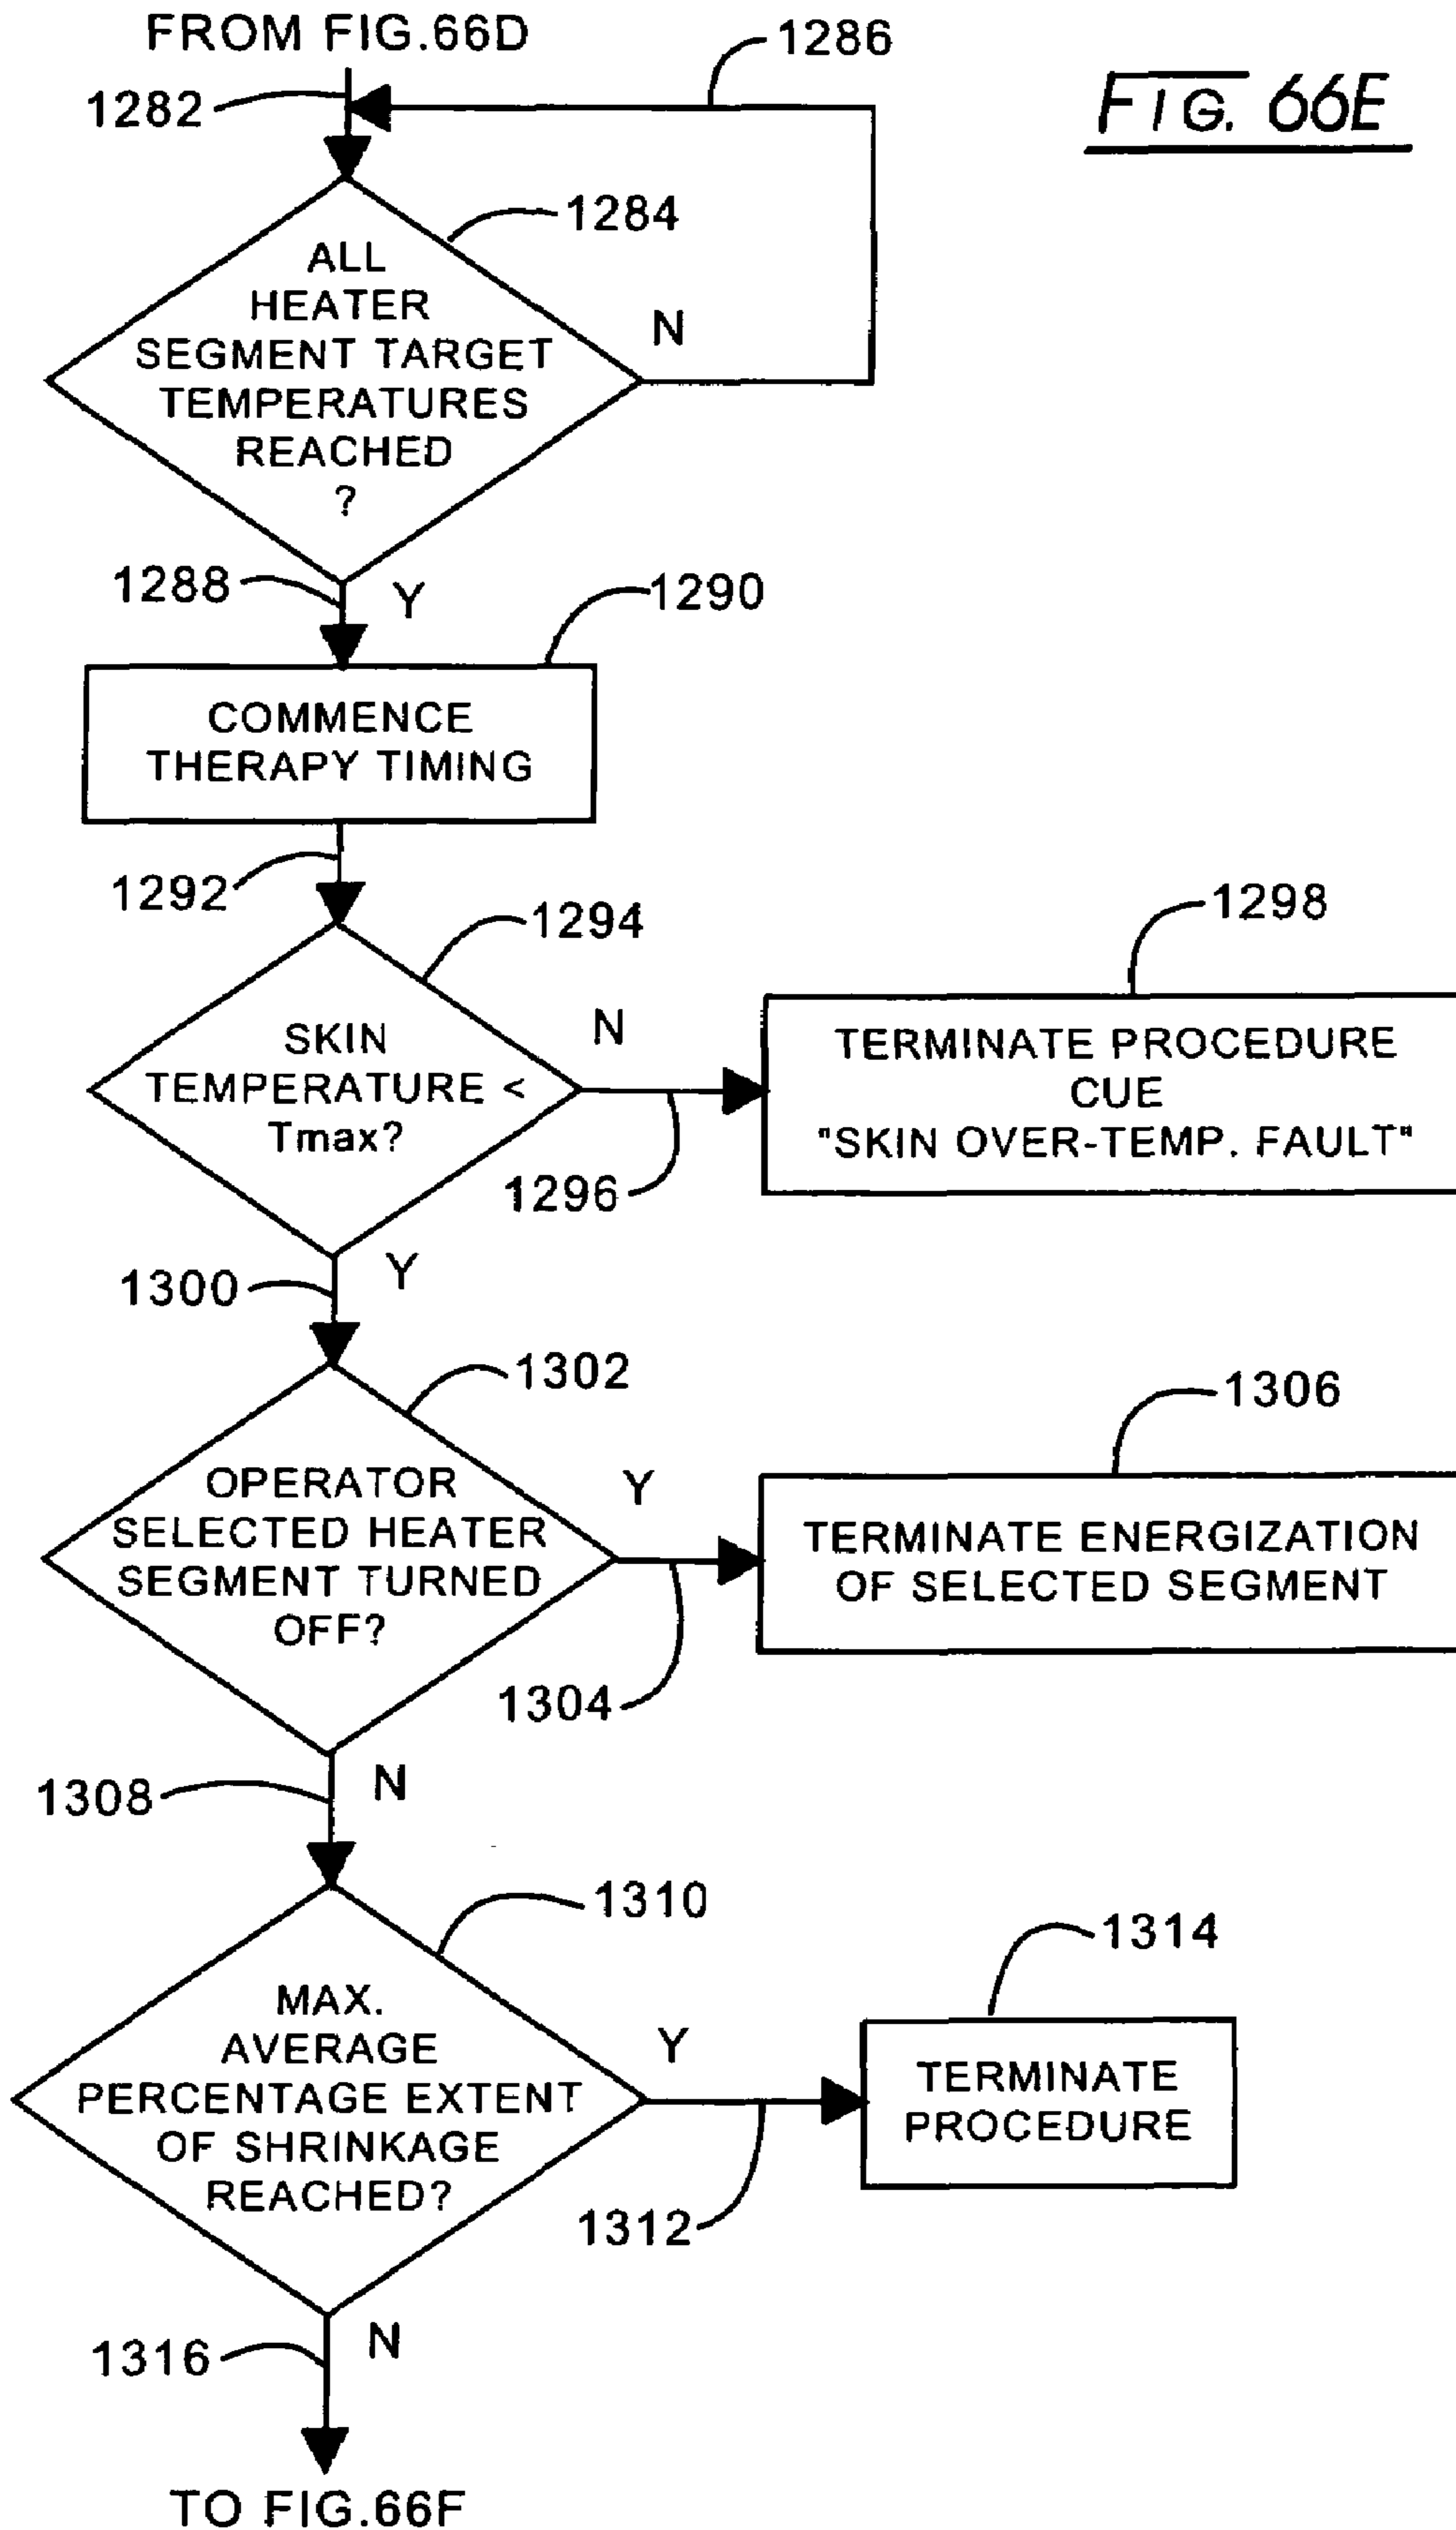 FROM FIG.66D
1286
FIG. 66E
1282
1284
ALL
HEATER
SEGMENT TARGET
TEMPERATURES
REACHED
?
N
1288
Y
1290
COMMENCE
THERAPY TIMING
1292
1294
1298
SKIN
TEMPERATURE <
Tmax?
N
TERMINATE PROCEDURE
CUE
"SKIN OVER-TEMP. FAULT"
1296
1300
Y
1302
1306
OPERATOR
SELECTED HEATER
SEGMENT TURNED
OFF?
Y
TERMINATE ENERGIZATION
OF SELECTED SEGMENT
1304
1308
N
1310
1314
MAX.
AVERAGE
PERCENTAGE EXTENT
OF SHRINKAGE
REACHED?
Y
TERMINATE
PROCEDURE
1312
1316
N
TO FIG.66F